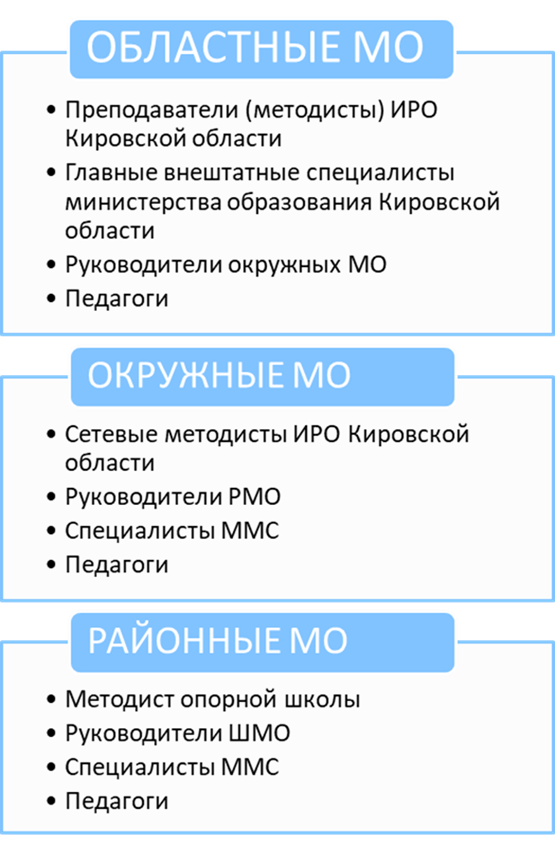 ОБЛАСТНЫЕ МО
• Преподаватели (методисты) ИРО
Кировской области
• Главные внештатные специалисты
министерства образования Кировской
области
• Руководители окружных МО
• Педагоги
ОКРУЖНЫЕ МО
• Сетевые методисты ИРО Кировской
области
• Руководители РМО
• Специалисты ММС
• Педагоги
РАЙОННЫЕ МО
• Методист опорной школы
• Руководители ШМО
• Специалисты ММС
• Педагоги